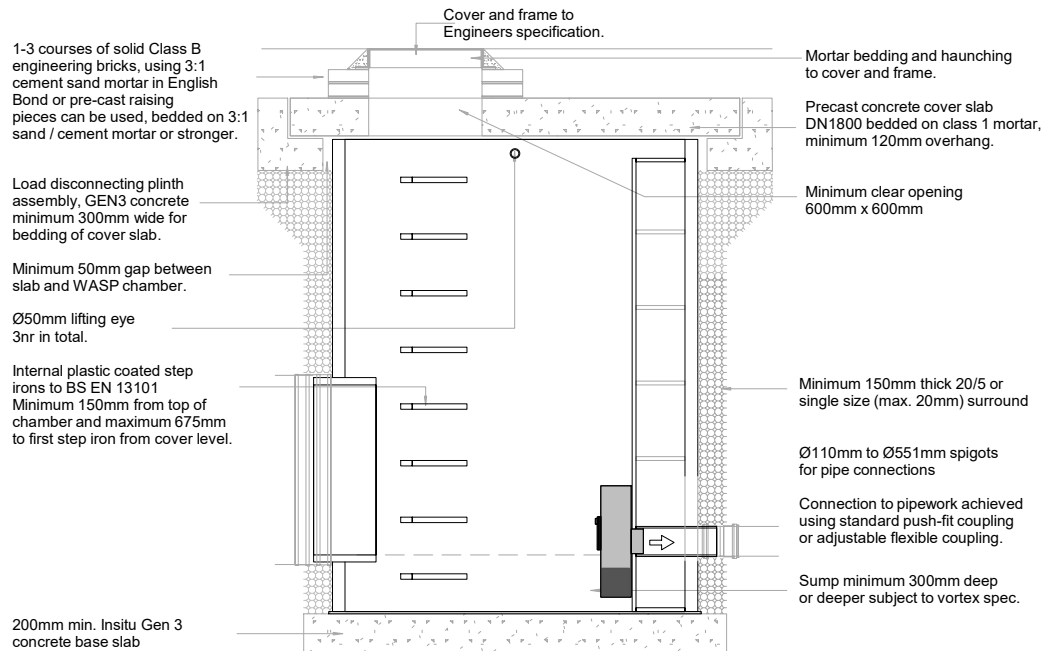 Cover and frame to
Engineers specification.
1-3 courses of solid Class B
engineering bricks, using 3:1
cement sand mortar in English
Bond or pre-cast raising
pieces can be used, bedded on 3:1
sand / cement mortar or stronger.
Load disconnecting plinth
assembly, GEN3 concrete
minimum 300mm wide for
bedding of cover slab.
Minimum 50mm gap between
slab and WASP chamber.
Ø50mm lifting eye
3nr in total.
Internal plastic coated step
irons to BS EN 13101
Minimum 150mm from top of
chamber and maximum 675mm
to first step iron from cover level.
200mm min. Insitu Gen 3
concrete base slab
Mortar bedding and haunching
to cover and frame.
Precast concrete cover slab
DN1800 bedded on class 1 mortar,
minimum 120mm overhang.
Minimum clear opening
600mm x 600mm
Minimum 150mm thick 20/5 or
single size (max. 20mm) surround
Ø110mm to Ø551mm spigots
for pipe connections
Connection to pipework achieved
using standard push-fit coupling
or adjustable flexible coupling.
Sump minimum 300mm deep
or deeper subject to vortex spec.